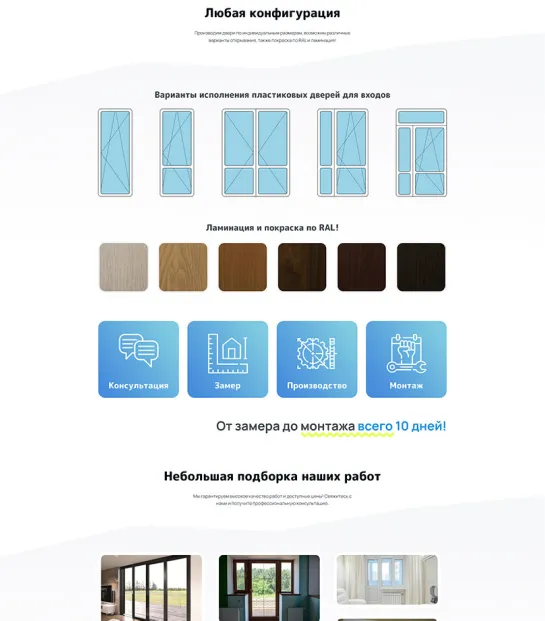 Любая конфигурация
Производим двери по индивидуальным размерам, возможны различные
варианты открывания, также покраска по RAL и ламинация!
Варианты исполнения пластиковых дверей для входов
Ламинация и покраска по RAL!
Консультация
Замер
Производство
Монтаж
От замера до монтажа всего 10 дней!
Небольшая подборка наших работ
Мы гарантируем высокое качество работ и доступные цены! Свяжитесь с
нами и получите профессиональную консультацию.